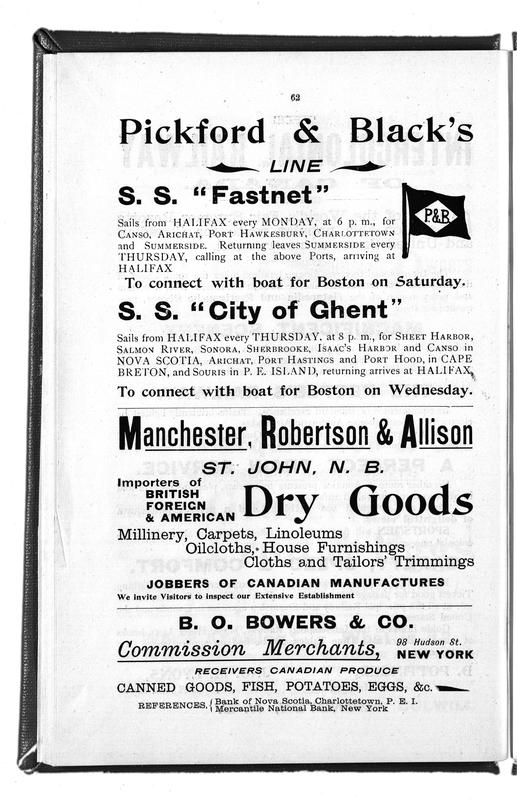 62
Pickford & Black's
LINE
S. S. "Fastnet"
P&B
Sails from HALIFAX every MONDAY, at 6 p. m., for
CANSO, ARICHAT, PORT HAWKESBURY, CHARLOTTETOWN
and SUMMERSIDE. Returning leaves SUMMERSIDE every
THURSDAY, calling at the above Ports, arriving at
HALIFAX
To connect with boat for Boston on Saturday.
S. S. "City of Ghent"
Sails from HALIFAX every THURSDAY, at 8 p. m., for SHEET HARBOR,
SALMON RIVER, SONORA, SHERBROOKE, ISAAC'S HARBOR and CANSO in
NOVA SCOTIA, ARICHAT, PORT HASTINGS and PORT HOOD, in CAPE
BRETON, and SOURIS in P. E. ISLAND, returning arrives at HALIFAX,
To connect with boat for Boston on Wednesday.
Manchester, Robertson & Allison
ST. JOHN, N. B.
Importers of
BRITISH
FOREIGN
& AMERICAN
Dry Goods
Millinery, Carpets, Linoleums
Oilcloths, House Furnishings
Cloths and Tailors' Trimmings
JOBBERS OF CANADIAN MANUFACTURES
We invite Visitors to inspect our Extensive Establishment
B. O. BOWERS & CO.
Commission Merchants,
98 Hudson St.
NEW YORK
RECEIVERS CANADIAN PRODUCE
CANNED GOODS, FISH, POTATOES, EGGS, &c.
REFERENCES, { Bank of Nova Scotia, Charlottetown, P. E. I.
Mercantile National Bank, New York